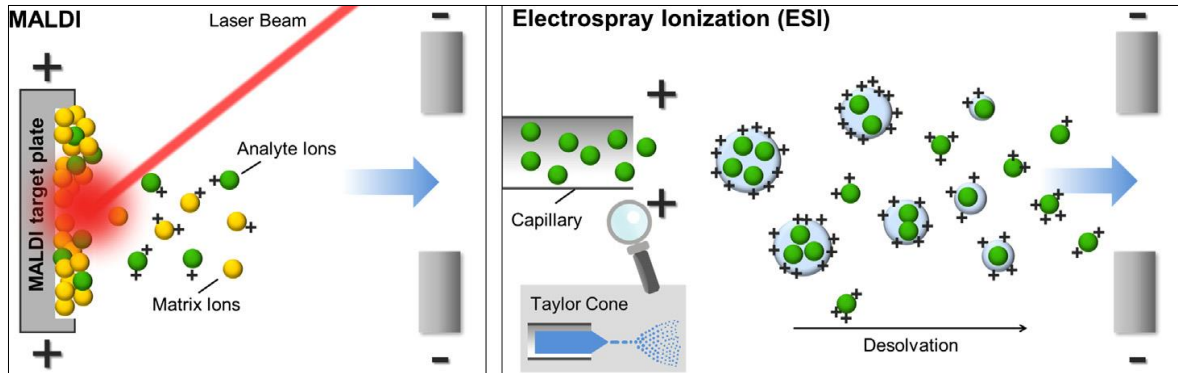 MALDI
Laser Beam
MALDI target plate
Analyte Ions
Matrix Ions
Electrospray Ionization (ESI)
Capillary
Taylor Cone
Desolvation